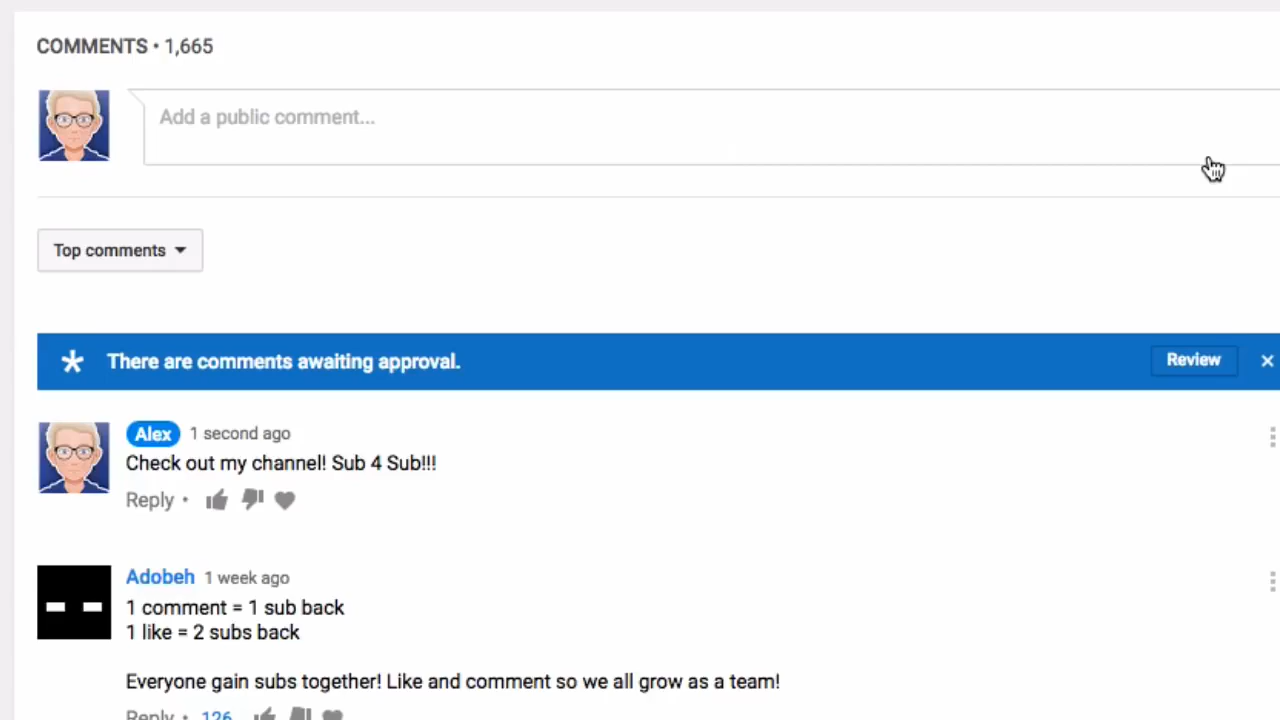 COMMENTS • 1,665
Add a public comment...
Top comments
There are comments awaiting approval.
Review
Alex 1 second ago
Check out my channel! Sub 4 Sub!!!
Reply •
Adobeh 1 week ago
1 comment = 1 sub back
1 like = 2 subs back
Everyone gain subs together! Like and comment so we all grow as a team!
Reply • 126